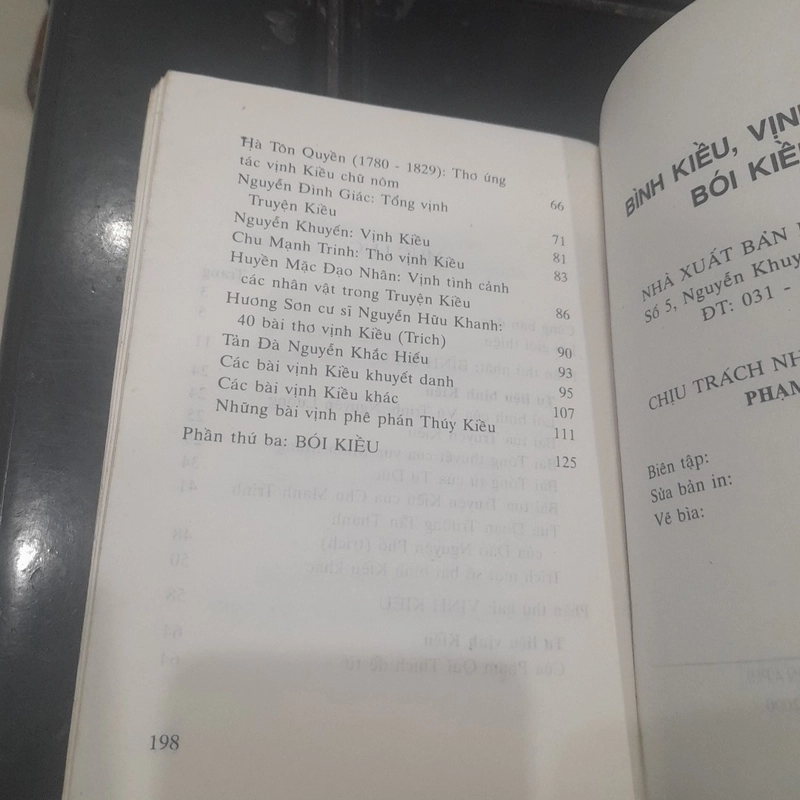 Hà Tôn Quyền (1780 - 1829): Thơ ứng
tác vịnh Kiều chữ nôm 66
Nguyễn Đình Giác: Tổng vịnh
Truyện Kiều 71
Nguyễn Khuyến: Vịnh Kiều 81
Chu Mạnh Trinh: Thơ vịnh Kiều 83
Huyền Mặc Đạo Nhân: Vịnh tình cảnh
các nhân vật trong Truyện Kiều 86
Hương Sơn cư sĩ Nguyễn Hữu Khanh:
40 bài thơ vịnh Kiều (Trích) 90
Tản Đà Nguyễn Khắc Hiếu 93
Các bài vịnh Kiều khuyết danh 95
Các bài vịnh Kiều khác 107
Những bài vịnh phê phán Thúy Kiều 111
Phần thứ ba: BÓI KIỀU 125
198
BÌNH KIỀU, VỊNH
BÓI KIỀU
NHÀ XUẤT BẢN
Số 5, Nguyễn Khuy
ĐT: 031 -
CHỊU TRÁCH NH
PHẠM
Biên tập:
Sửa bản in:
Vẽ bìa: